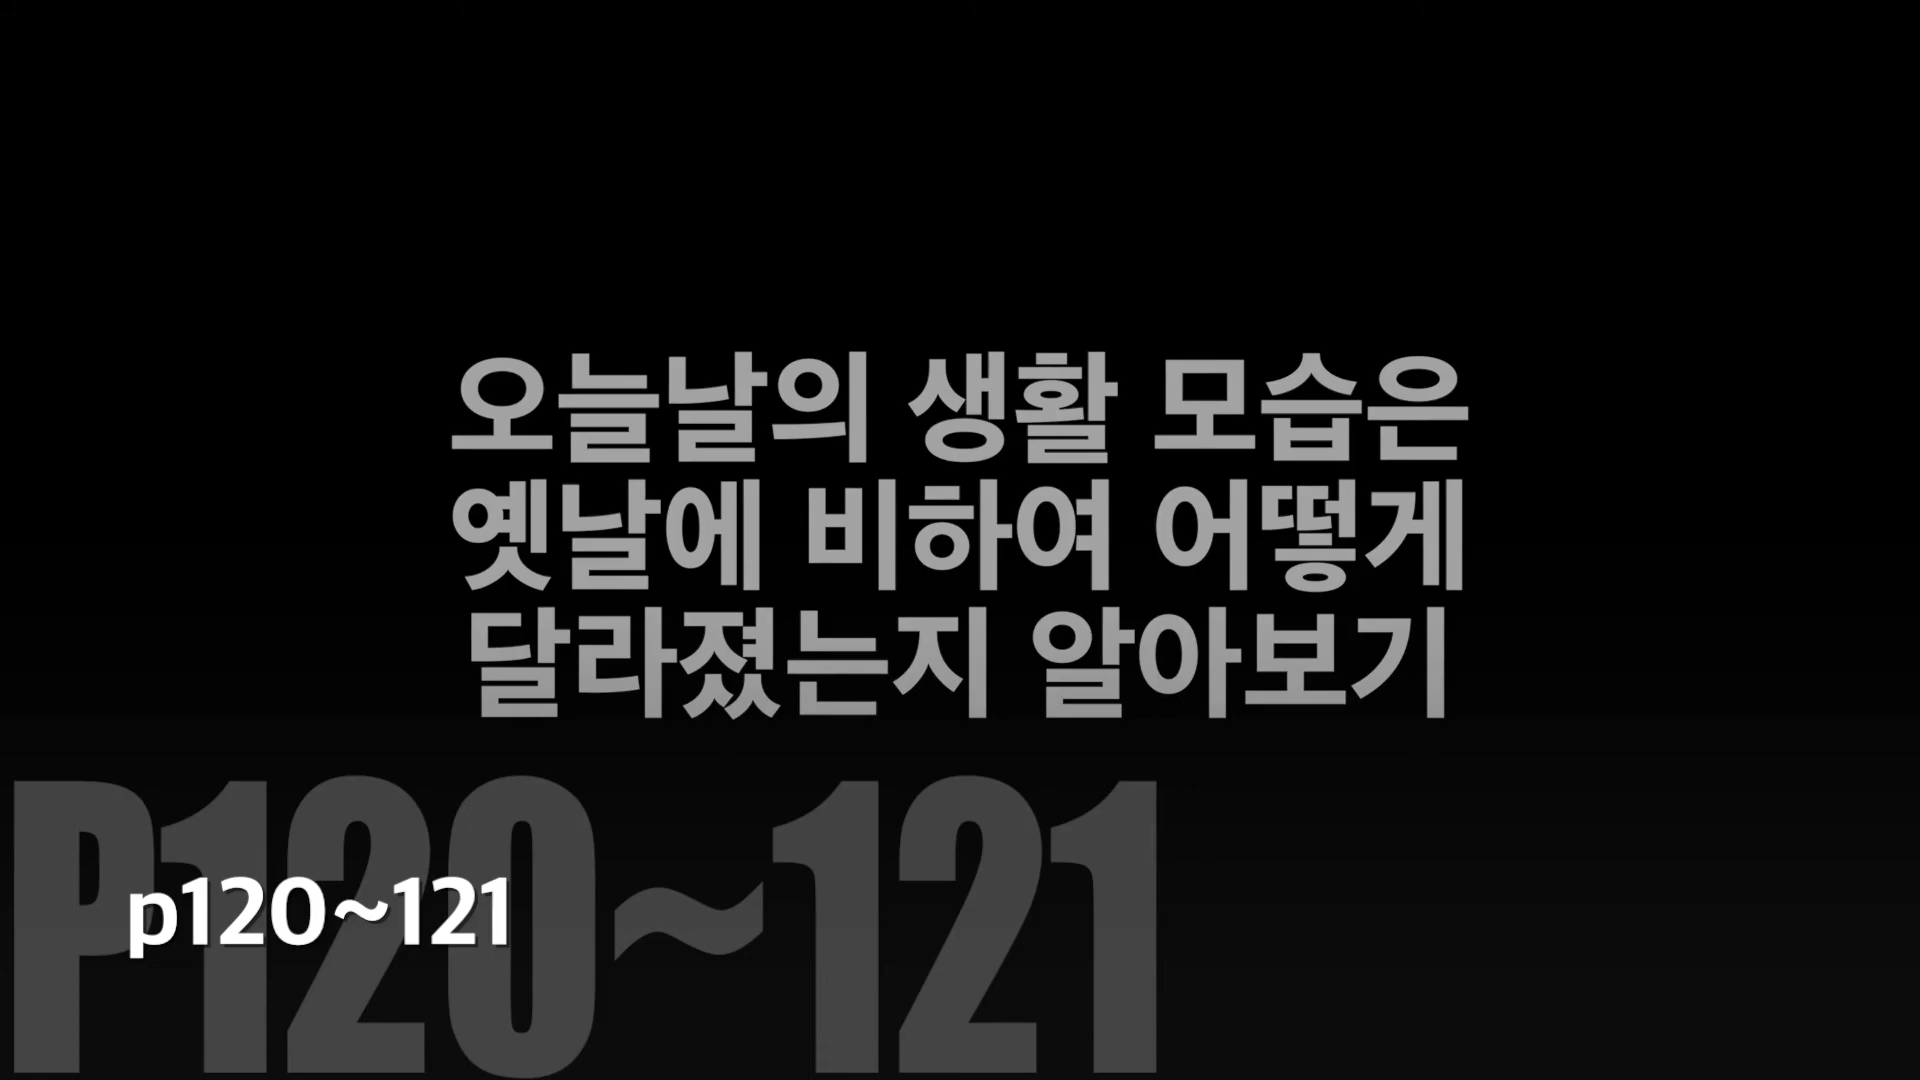 오늘날의 생활 모습은
옛날에 비하여 어떻게
달라졌는지 알아보기
P120~121
p120~121